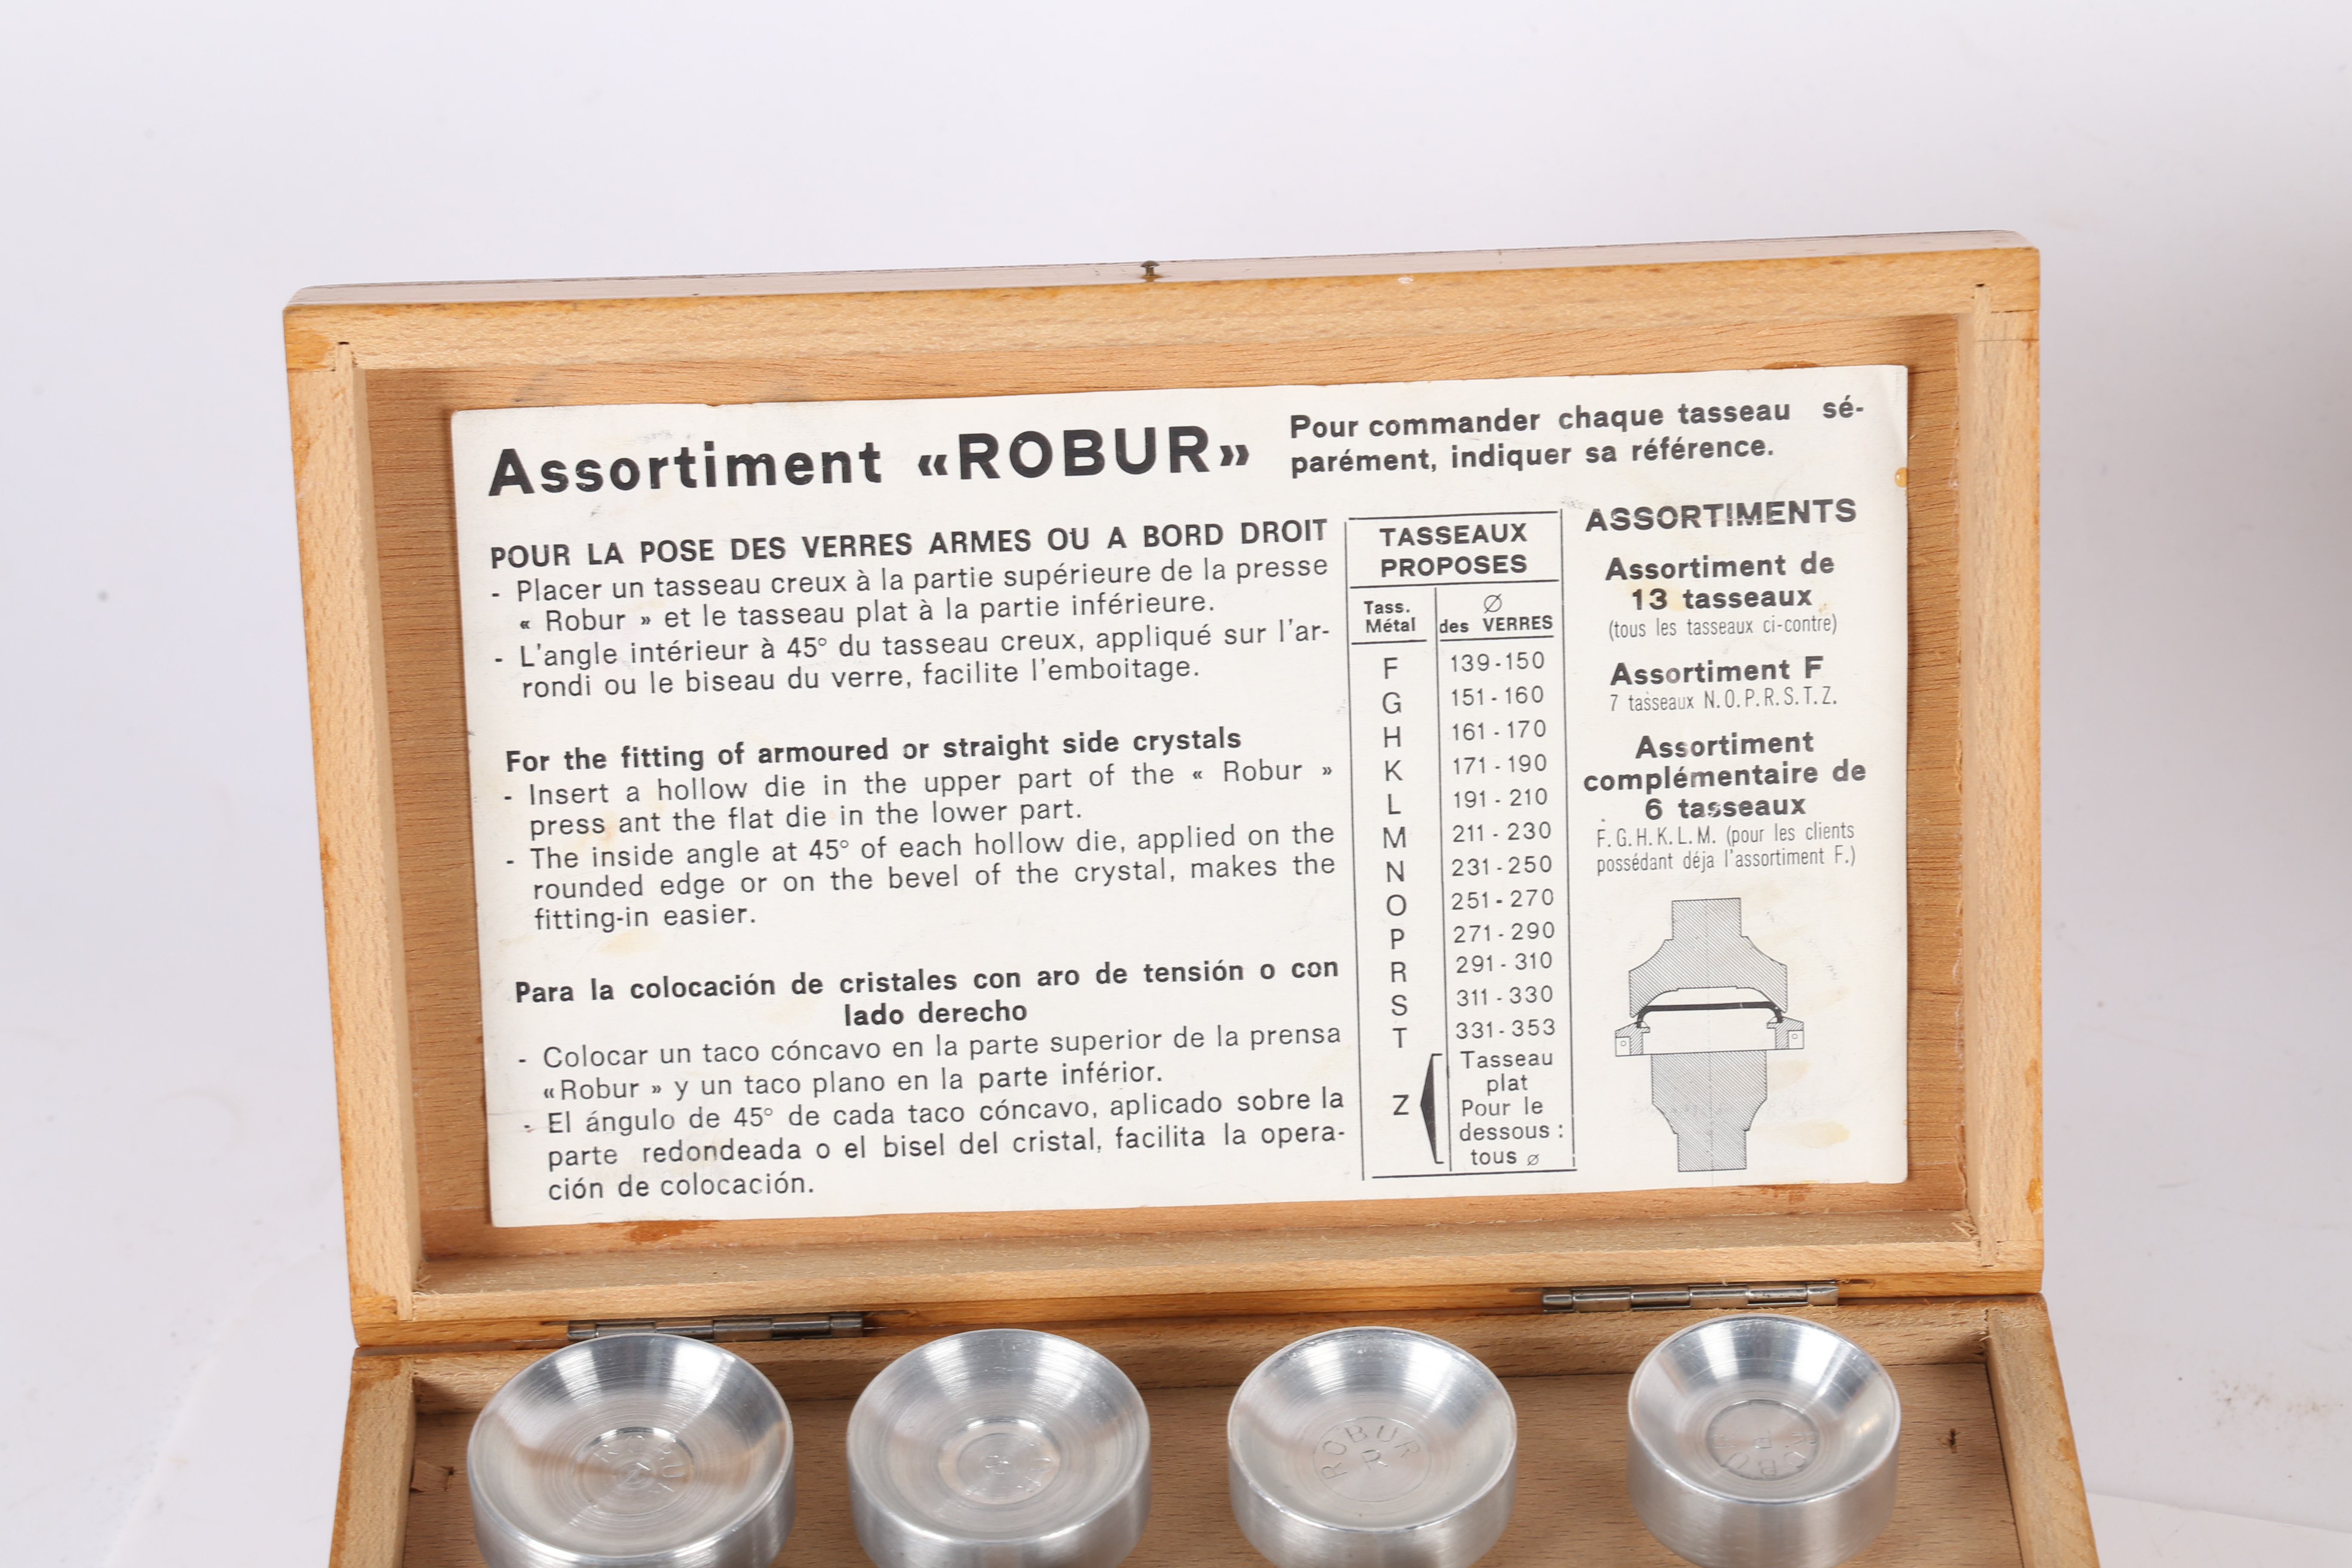 Assortiment «ROBUR»
Pour commander chaque tasseau sé-
parément, indiquer sa référence.
POUR LA POSE DES VERRES ARMES OU A BORD DROIT
- Placer un tasseau creux à la partie supérieure de la presse
« Robur » et le tasseau plat à la partie inférieure.
- L'angle intérieur à 45° du tasseau creux, appliqué sur l'ar-
rondi ou le biseau du verre, facilite l'emboitage.
For the fitting of armoured or straight side crystals
- Insert a hollow die in the upper part of the « Robur »
press ant the flat die in the lower part.
- The inside angle at 45° of each hollow die, applied on the
rounded edge or on the bevel of the crystal, makes the
fitting-in easier.
Para la colocación de cristales con aro de tensión o con
lado derecho
- Colocar un taco cóncavo en la parte superior de la prensa
«Robur » y un taco plano en la parte inférior.
- El ángulo de 45° de cada taco cóncavo, aplicado sobre la
parte redondeada o el bisel del cristal, facilita la opera-
ción de colocación.
TASSEAUX
PROPOSES
Tass.
Métal
Ø
des VERRES
F 139-150
G 151-160
H 161-170
K 171-190
L 191-210
M 211-230
N 231-250
O 251-270
P 271-290
R 291-310
S 311-330
T 331-353
Z
Tasseau
plat
Pour le
dessous :
tous ø
ASSORTIMENTS
Assortiment de
13 tasseaux
(tous les tasseaux ci-contre)
Assortiment F
7 tasseaux N.O.P.R.S.T.Z.
Assortiment
complémentaire de
6 tasseaux
F.G.H.K.L.M. (pour les clients
possédant déja l'assortiment F.)
ROBUR
R